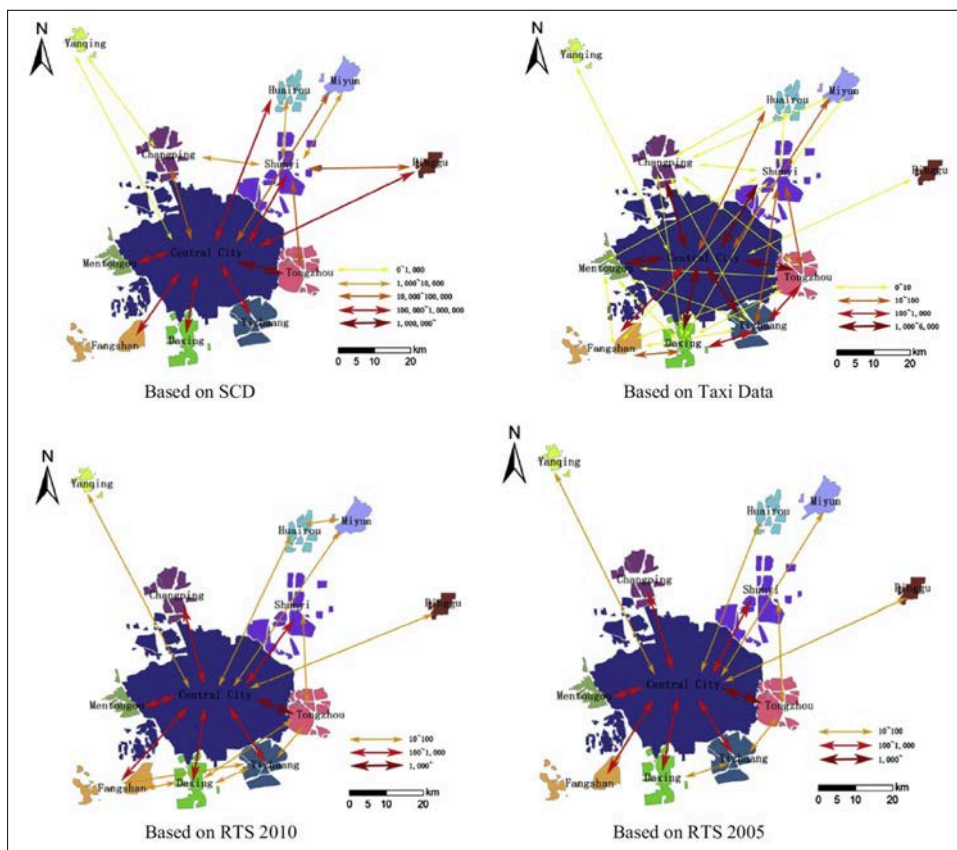 N
Yanqing
Huairou
Miyun
Changping
Shunyi
Pinggu
Central City
Mentougou
Tongzhou
Yizhuang
Fangshan
Daxing
0~1,000
1,000~10,000
10,000~100,000
100,000~1,000,000
1,000,000~
0 5 10 20 km
Based on SCD
N
Yanqing
Huairou
Miyun
Changping
Shunyi
Pinggu
Central City
Mentougou
Tongzhou
Yizhuang
Fangshan
Daxing
0~10
10~100
100~1,000
1,000~6,000
0 5 10 20 km
Based on Taxi Data
N
Yanqing
Huairou
Miyun
Changping
Shunyi
Pinggu
Central City
Mentougou
Tongzhou
Yizhuang
Fangshan
Daxing
10~100
100~1,000
1,000~
0 5 10 20 km
Based on RTS 2010
N
Yanqing
Huairou
Miyun
Changping
Shunyi
Pinggu
Central City
Mentougou
Tongzhou
Yizhuang
Fangshan
Daxing
10~100
100~1,000
1,000~
0 5 10 20 km
Based on RTS 2005